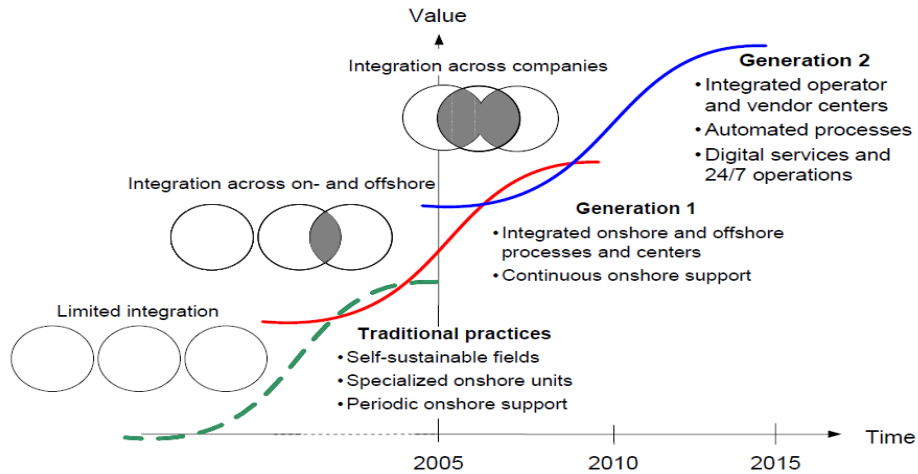 Value
Integration across companies
Generation 2
• Integrated operator
and vendor centers
• Automated processes
• Digital services and
24/7 operations
Integration across on- and offshore
Generation 1
• Integrated onshore and offshore
processes and centers
• Continuous onshore support
Limited integration
Traditional practices
• Self-sustainable fields
• Specialized onshore units
• Periodic onshore support
Time
2005
2010
2015